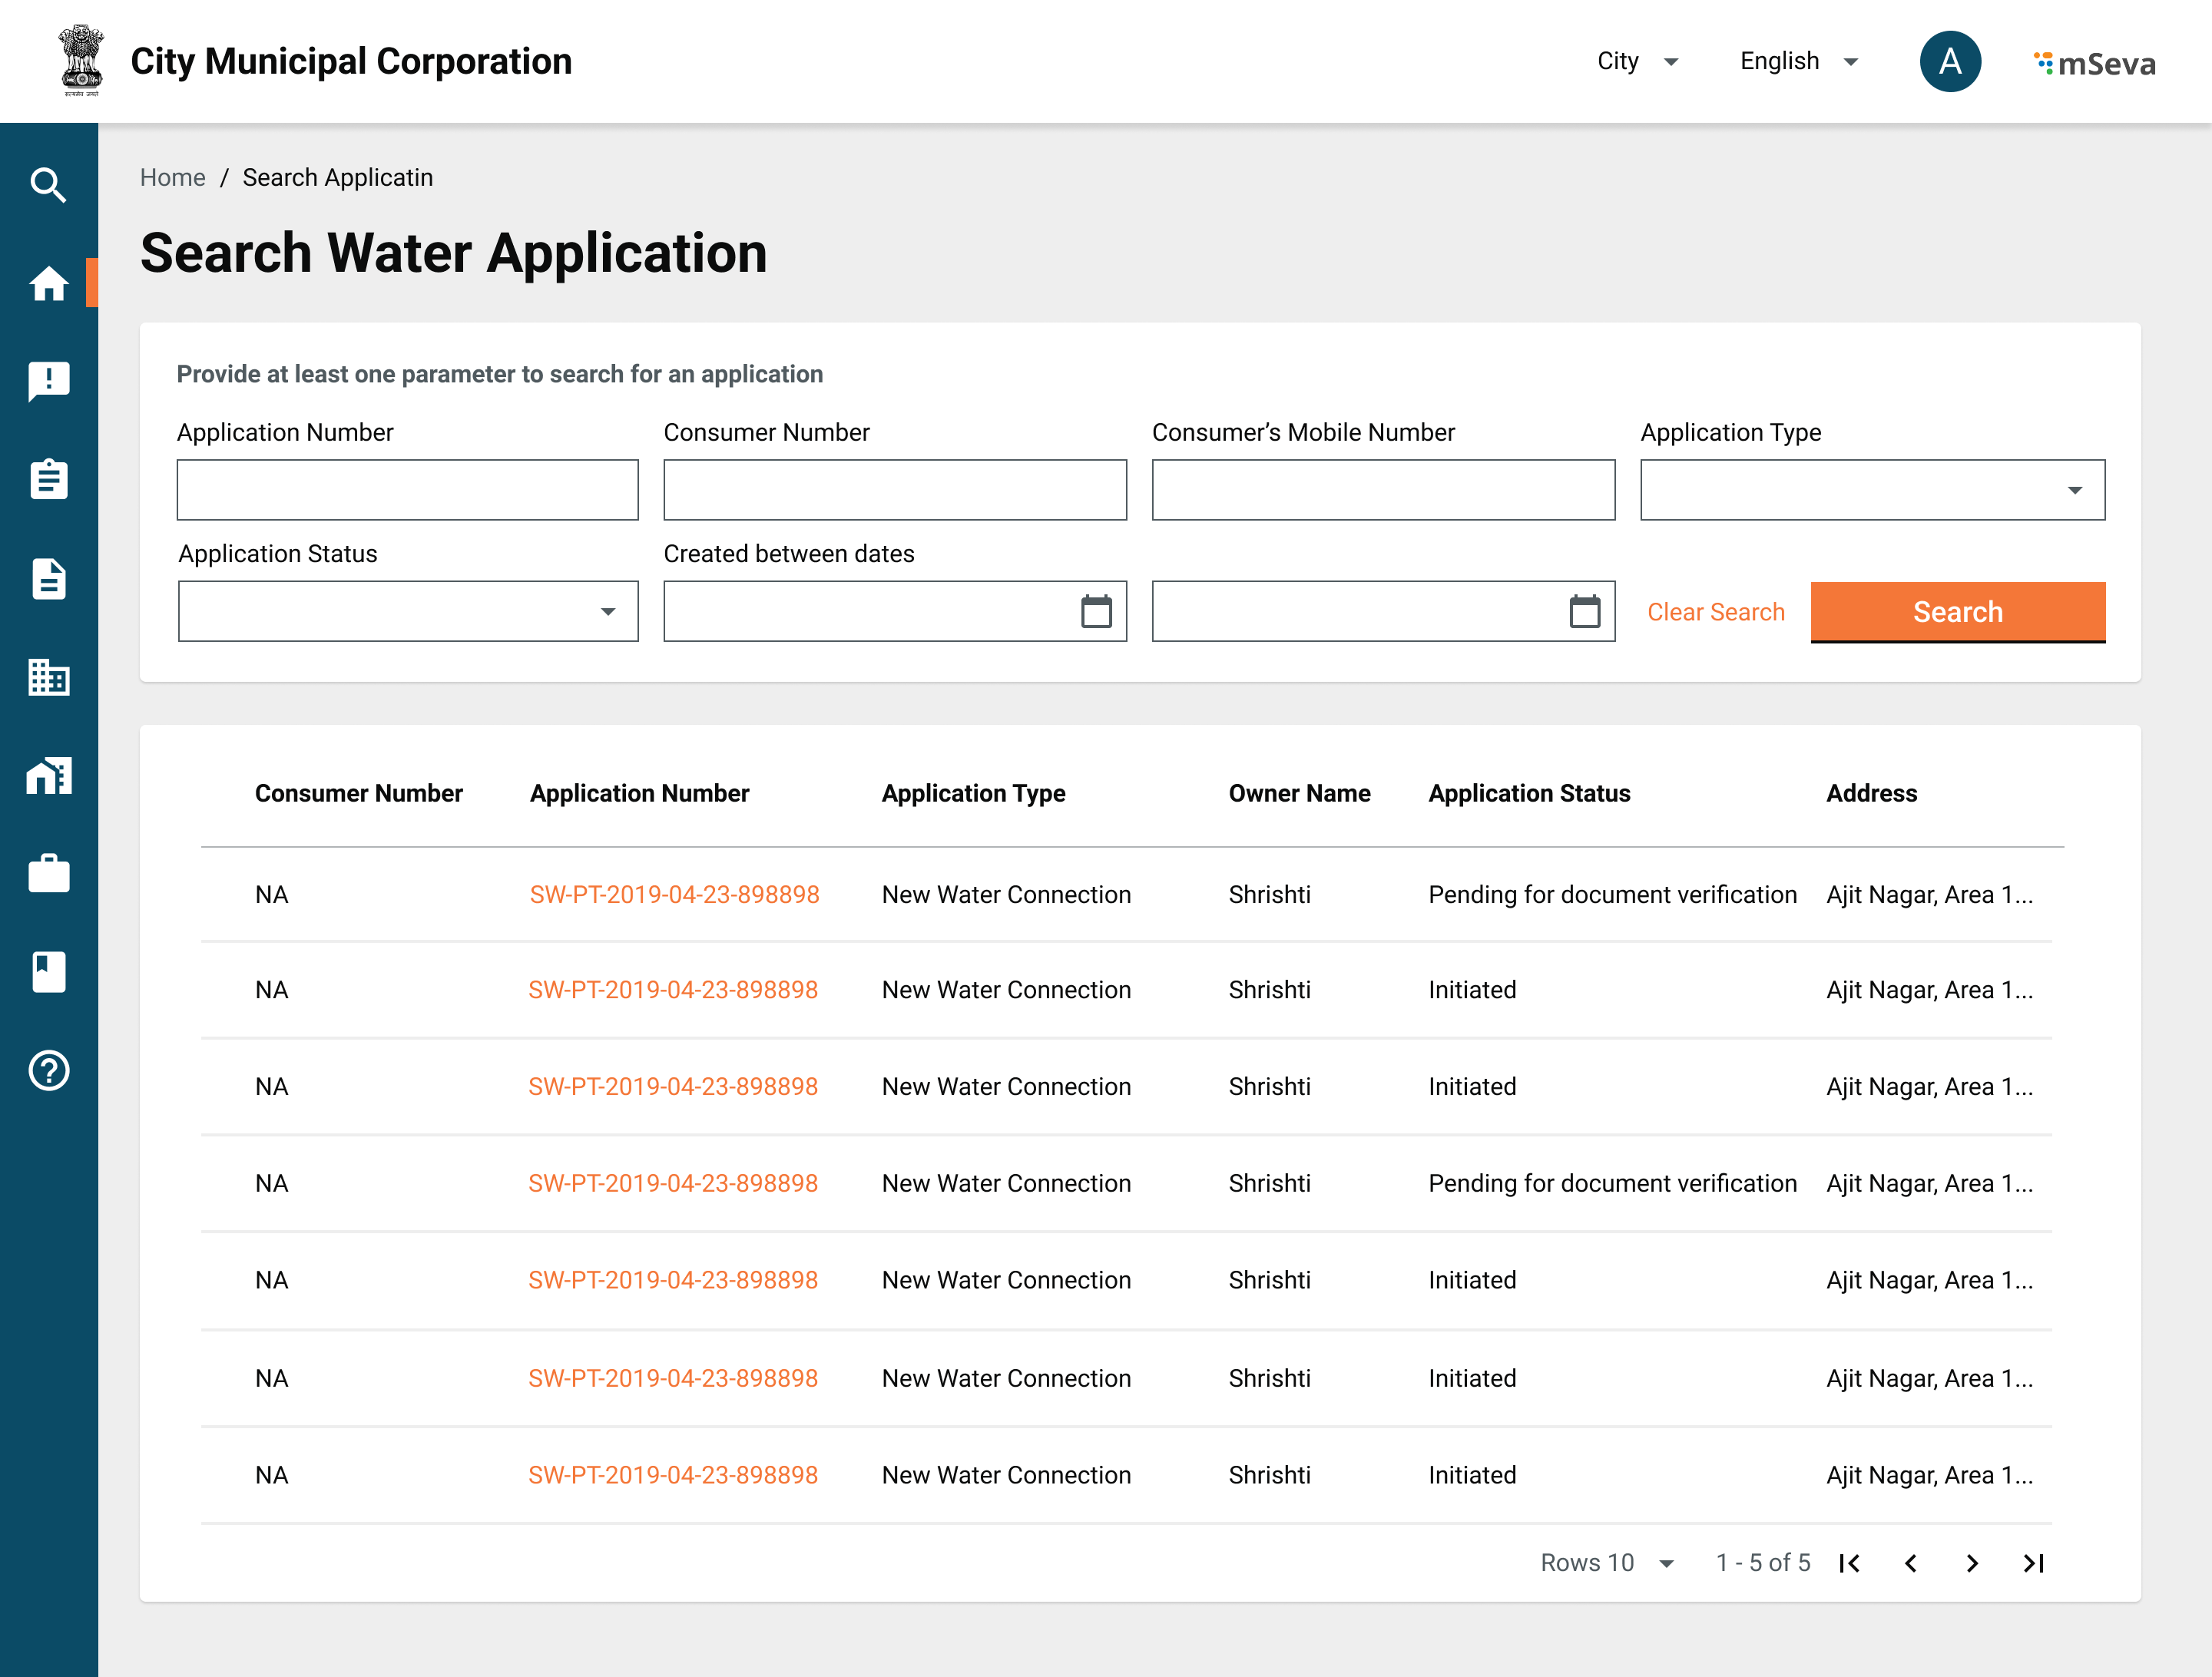 City Municipal Corporation
City
English
A
mSeva
Home / Search Applicatin
Search Water Application
Provide at least one parameter to search for an application
Application Number
Consumer Number
Consumer’s Mobile Number
Application Type
Application Status
Created between dates
Clear Search
Search
Consumer Number Application Number Application Type Owner Name Application Status Address
NA SW-PT-2019-04-23-898898 New Water Connection Shrishti Pending for document verification Ajit Nagar, Area 1...
NA SW-PT-2019-04-23-898898 New Water Connection Shrishti Initiated Ajit Nagar, Area 1...
NA SW-PT-2019-04-23-898898 New Water Connection Shrishti Initiated Ajit Nagar, Area 1...
NA SW-PT-2019-04-23-898898 New Water Connection Shrishti Pending for document verification Ajit Nagar, Area 1...
NA SW-PT-2019-04-23-898898 New Water Connection Shrishti Initiated Ajit Nagar, Area 1...
NA SW-PT-2019-04-23-898898 New Water Connection Shrishti Initiated Ajit Nagar, Area 1...
NA SW-PT-2019-04-23-898898 New Water Connection Shrishti Initiated Ajit Nagar, Area 1...
Rows 10 1 - 5 of 5